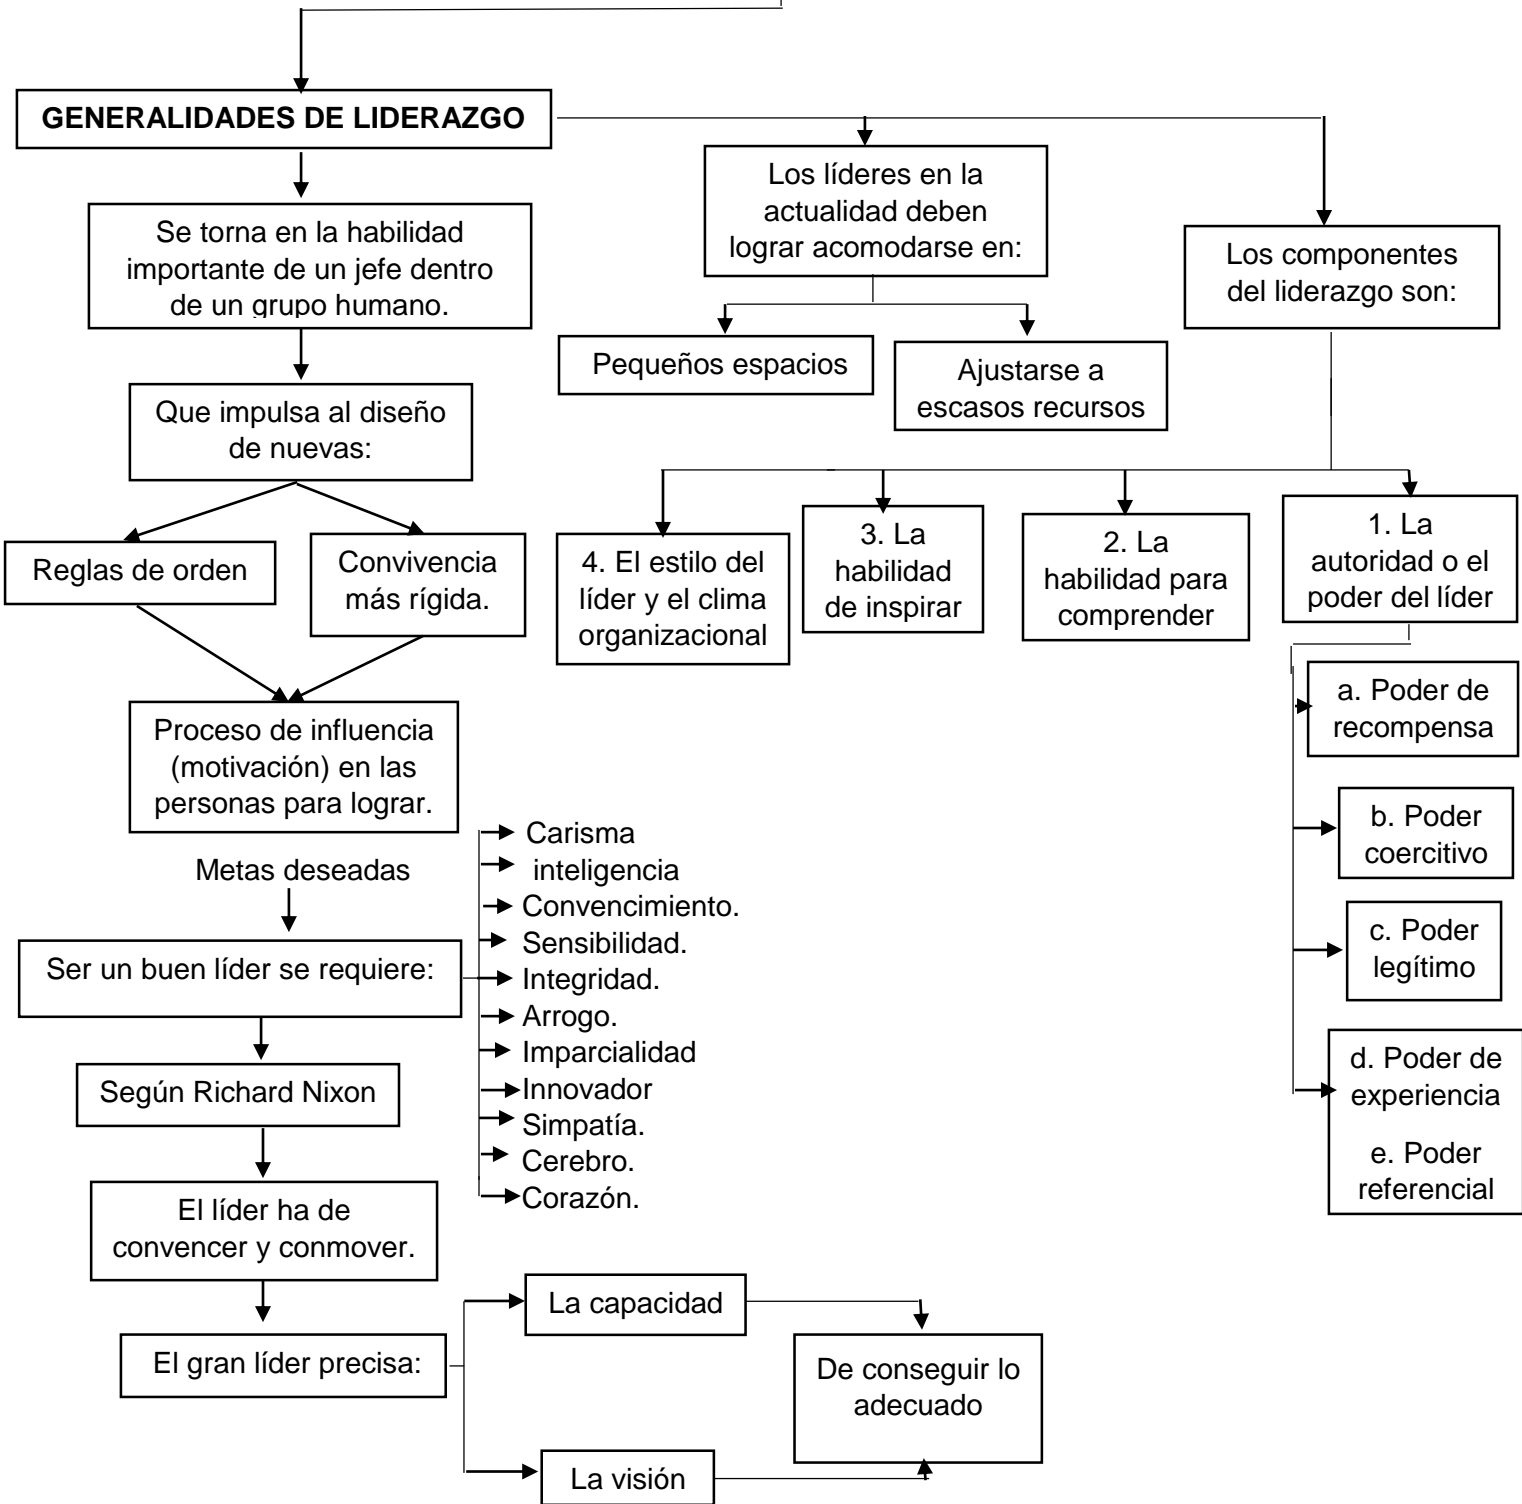 GENERALIDADES DE LIDERAZGO
Se torna en la habilidad
importante de un jefe dentro
de un grupo humano.
Que impulsa al diseño
de nuevas:
Reglas de orden
Convivencia
más rígida.
Proceso de influencia
(motivación) en las
personas para lograr.
Metas deseadas
Ser un buen líder se requiere:
Carisma
inteligencia
Convencimiento.
Sensibilidad.
Integridad.
Arrogo.
Imparcialidad
Innovador
Simpatía.
Cerebro.
Corazón.
Según Richard Nixon
El líder ha de
convencer y conmover.
El gran líder precisa:
La capacidad
La visión
De conseguir lo
adecuado
Los líderes en la
actualidad deben
lograr acomodarse en:
Pequeños espacios
Ajustarse a
escasos recursos
Los componentes
del liderazgo son:
4. El estilo del
líder y el clima
organizacional
3. La
habilidad
de inspirar
2. La
habilidad para
comprender
1. La
autoridad o el
poder del líder
a. Poder de
recompensa
b. Poder
coercitivo
c. Poder
legítimo
d. Poder de
experiencia
e. Poder
referencial